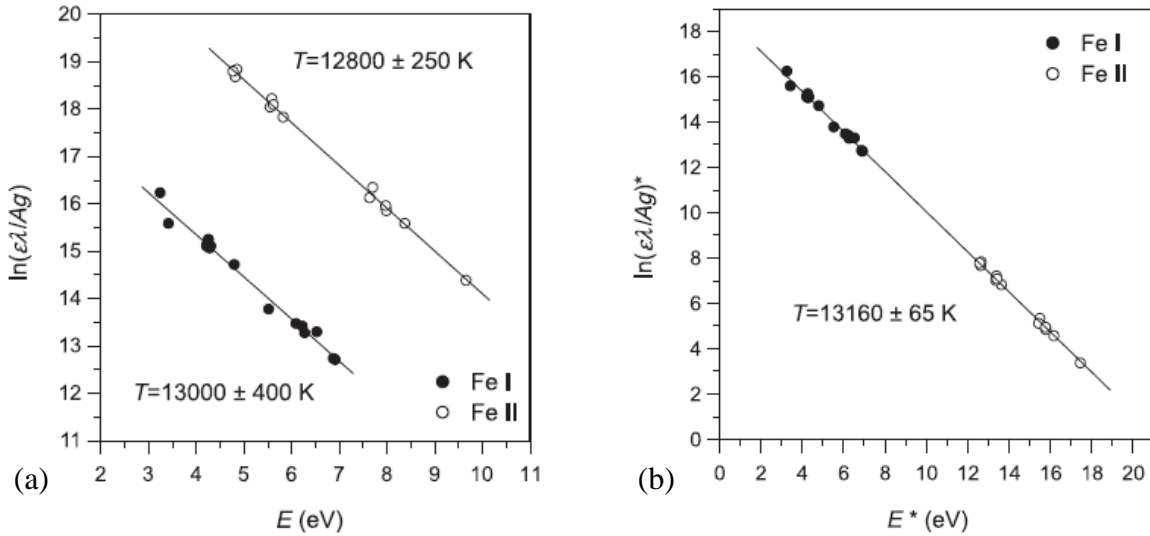 20
19
18
17
16
15
14
13
12
11
ln(ελ/Ag)
T=12800 ± 250 K
T=13000 ± 400 K
Fe I
Fe II
2 3 4 5 6 7 8 9 10 11
E (eV)
(a)
18
16
14
12
10
8
6
4
2
0
ln(ελ/Ag)*
Fe I
Fe II
T=13160 ± 65 K
0 2 4 6 8 10 12 14 16 18 20
E * (eV)
(b)